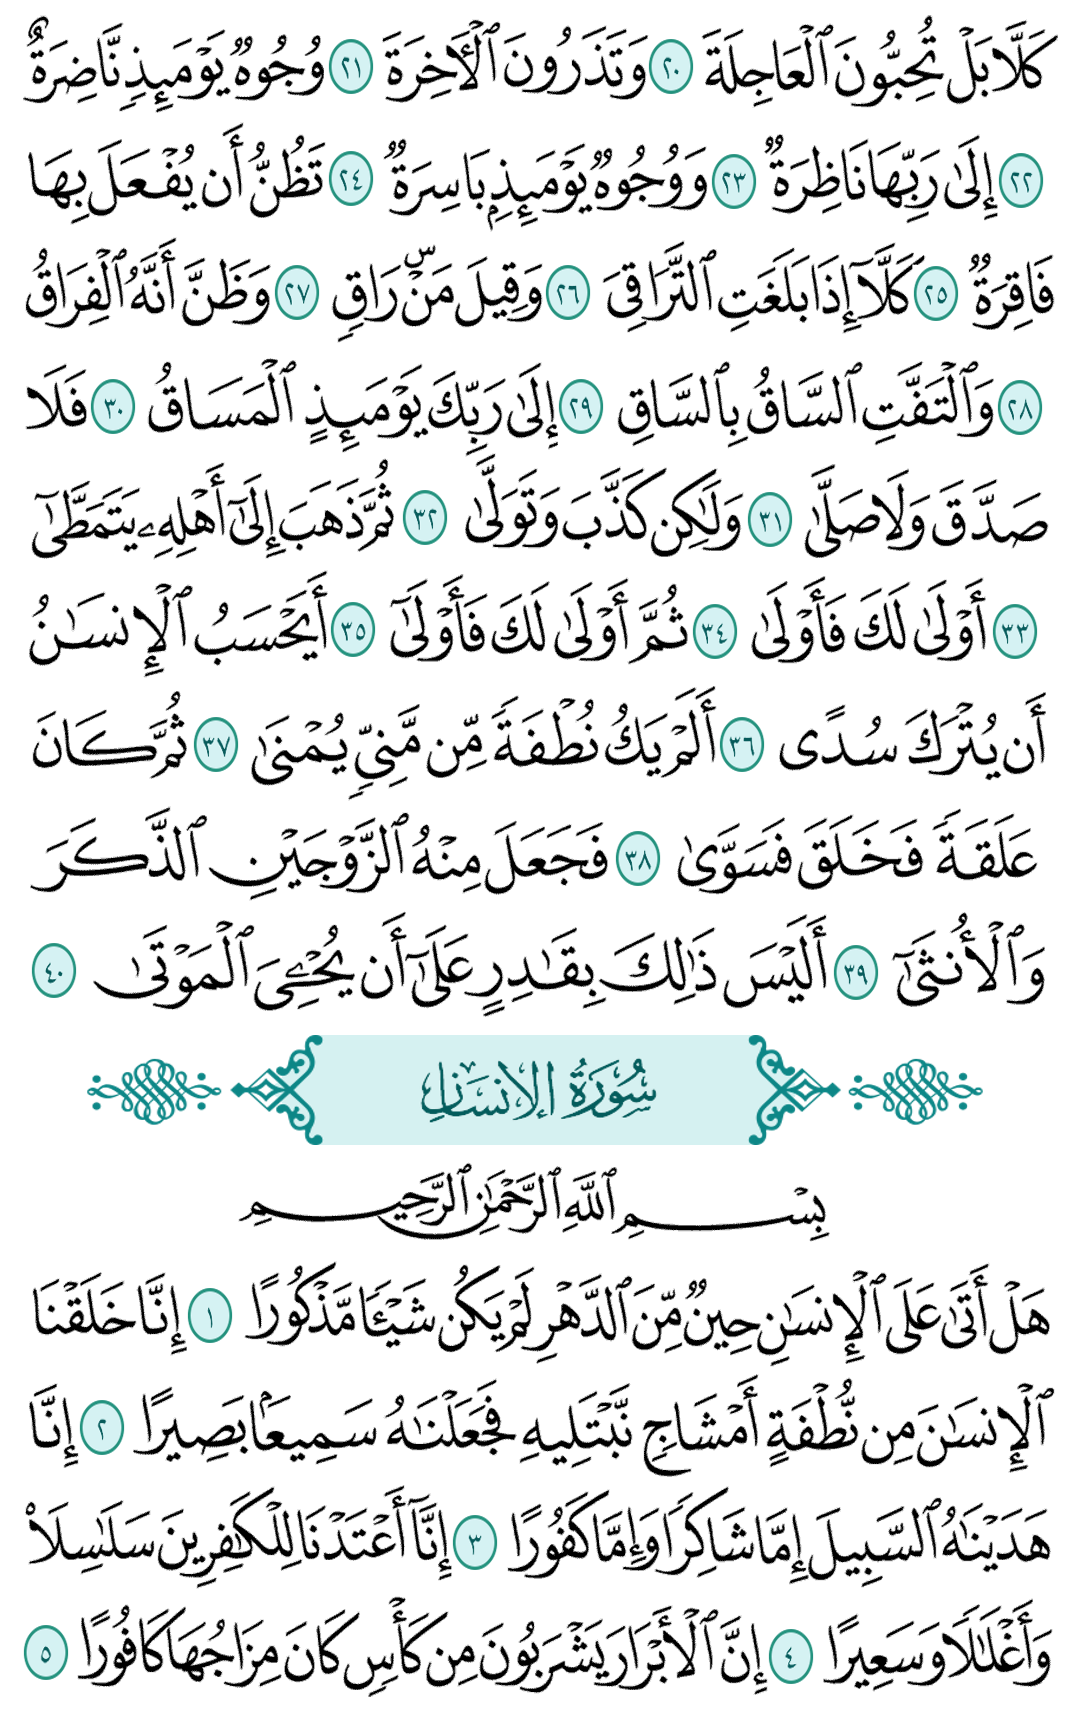 كَلَّا بَلْ تُحِبُّونَ ٱلْعَاجِلَةَ ٢٠ وَتَذَرُونَ ٱلْأٓخِرَةَ ٢١ وُجُوهٌ يَوْمَئِذٍ نَّاضِرَةٌ
٢٢ إِلَىٰ رَبِّهَا نَاظِرَةٌ ٢٣ وَوُجُوهٌ يَوْمَئِذٍۭ بَاسِرَةٌ ٢٤ تَظُنُّ أَن يُفْعَلَ بِهَا
فَاقِرَةٌ ٢٥ كَلَّآ إِذَا بَلَغَتِ ٱلتَّرَاقِىَ ٢٦ وَقِيلَ مَنْۜ رَاقٍ ٢٧ وَظَنَّ أَنَّهُ ٱلْفِرَاقُ
٢٨ وَٱلْتَفَّتِ ٱلسَّاقُ بِٱلسَّاقِ ٢٩ إِلَىٰ رَبِّكَ يَوْمَئِذٍ ٱلْمَسَاقُ ٣٠ فَلَا
صَدَّقَ وَلَا صَلَّىٰ ٣١ وَلَٰكِن كَذَّبَ وَتَوَلَّىٰ ٣٢ ثُمَّ ذَهَبَ إِلَىٰٓ أَهْلِهِۦ يَتَمَطَّىٰٓ
٣٣ أَوْلَىٰ لَكَ فَأَوْلَىٰ ٣٤ ثُمَّ أَوْلَىٰ لَكَ فَأَوْلَىٰٓ ٣٥ أَيَحْسَبُ ٱلْإِنسَٰنُ
أَن يُتْرَكَ سُدًى ٣٦ أَلَمْ يَكُ نُطْفَةً مِّن مَّنِىٍّ يُمْنَىٰ ٣٧ ثُمَّ كَانَ
عَلَقَةً فَخَلَقَ فَسَوَّىٰ ٣٨ فَجَعَلَ مِنْهُ ٱلزَّوْجَيْنِ ٱلذَّكَرَ
وَٱلْأُنثَىٰٓ ٣٩ أَلَيْسَ ذَٰلِكَ بِقَٰدِرٍ عَلَىٰٓ أَن يُحْـِۧىَ ٱلْمَوْتَىٰ ٤٠
سُورَةُ الإِنسَانِ
بِسْمِ ٱللَّهِ ٱلرَّحْمَٰنِ ٱلرَّحِيمِ
هَلْ أَتَىٰ عَلَى ٱلْإِنسَٰنِ حِينٌ مِّنَ ٱلدَّهْرِ لَمْ يَكُن شَيْـًٔا مَّذْكُورًا ١ إِنَّا خَلَقْنَا
ٱلْإِنسَٰنَ مِن نُّطْفَةٍ أَمْشَاجٍ نَّبْتَلِيهِ فَجَعَلْنَٰهُ سَمِيعًۢا بَصِيرًا ٢ إِنَّا
هَدَيْنَٰهُ ٱلسَّبِيلَ إِمَّا شَاكِرًا وَإِمَّا كَفُورًا ٣ إِنَّآ أَعْتَدْنَا لِلْكَٰفِرِينَ سَلَٰسِلَا۟
وَأَغْلَٰلًا وَسَعِيرًا ٤ إِنَّ ٱلْأَبْرَارَ يَشْرَبُونَ مِن كَأْسٍ كَانَ مِزَاجُهَا كَافُورًا ٥